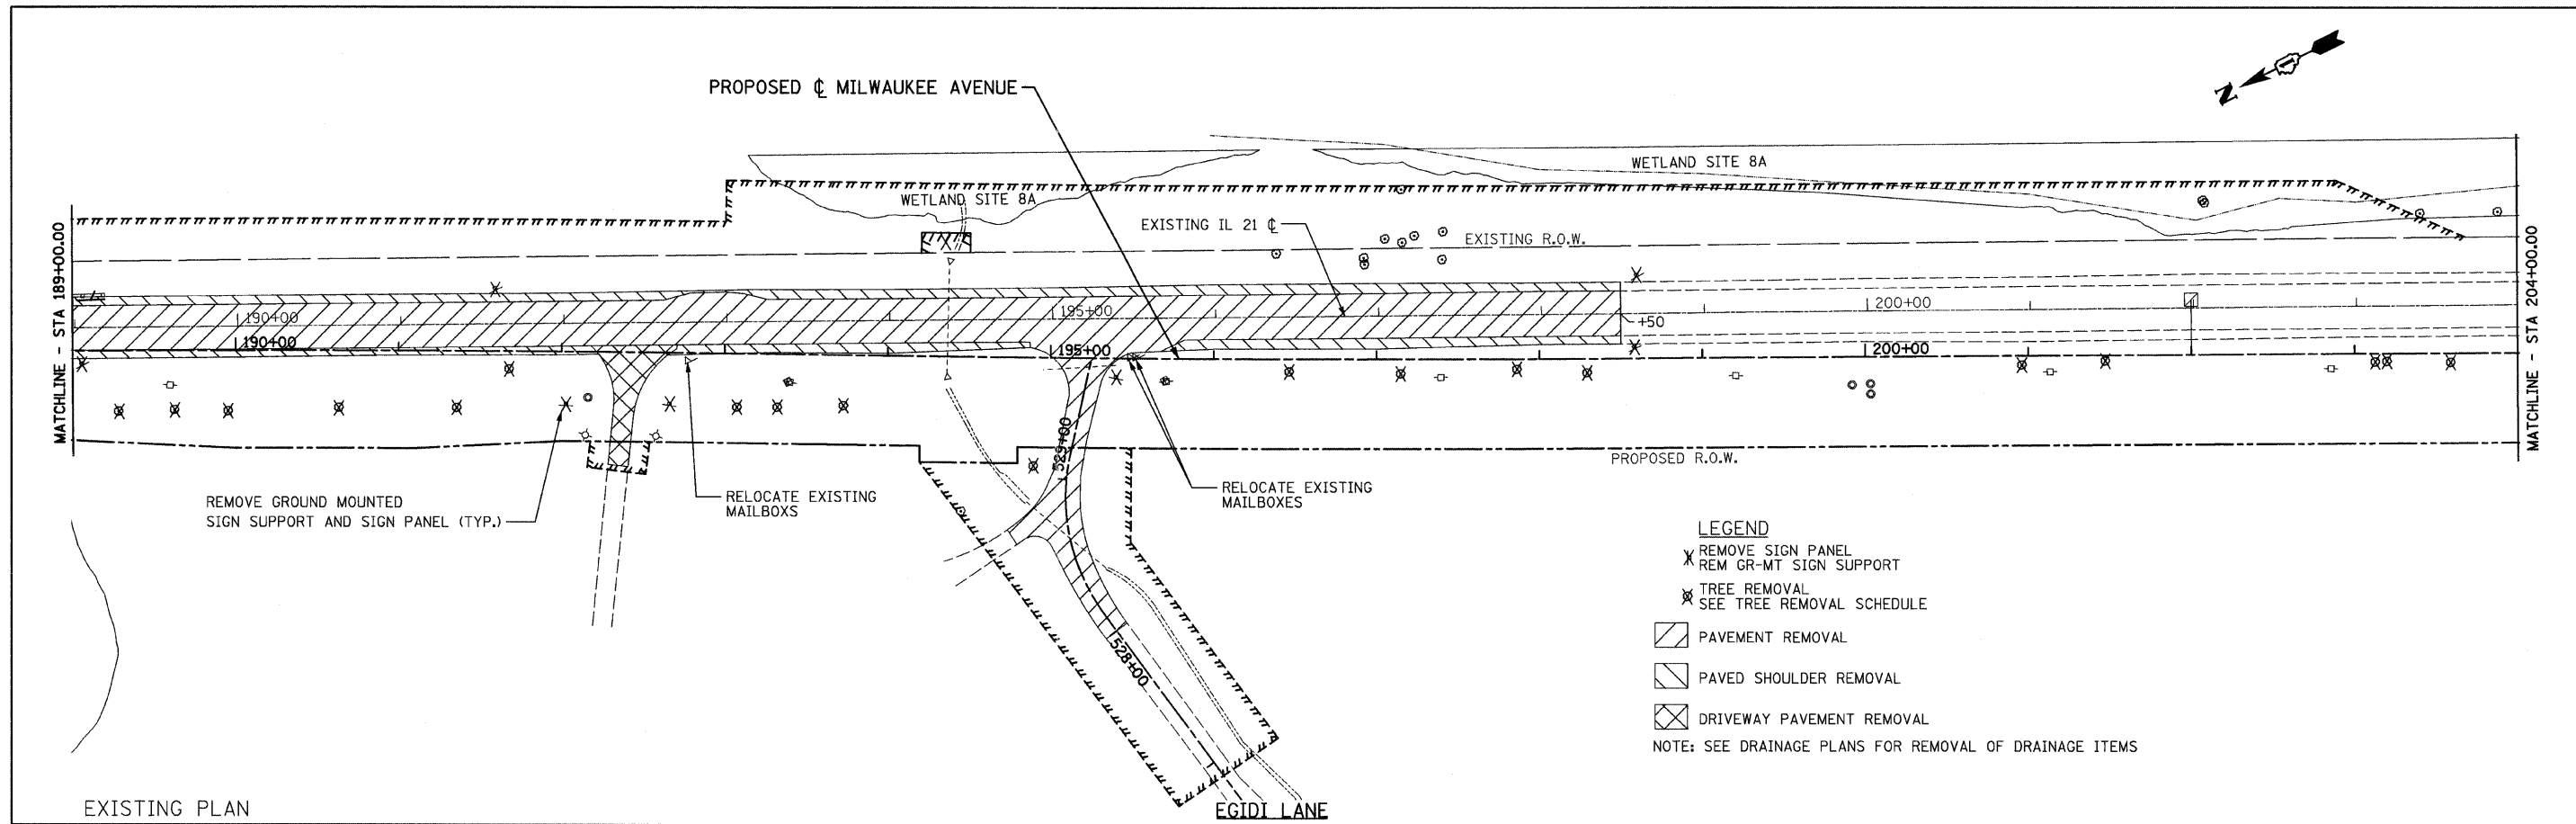 N
PROPOSED ℄ MILWAUKEE AVENUE
WETLAND SITE 8A
WETLAND SITE 8A
EXISTING IL 21 ℄
EXISTING R.O.W.
MATCHLINE - STA 189+00.00
MATCHLINE - STA 204+00.00
190+00
195+00
200+00
+50
190+00
195+00
200+00
529+00
PROPOSED R.O.W.
REMOVE GROUND MOUNTED
SIGN SUPPORT AND SIGN PANEL (TYP.)
RELOCATE EXISTING
MAILBOXS
RELOCATE EXISTING
MAILBOXES
528+00
LEGEND
REMOVE SIGN PANEL
REM GR-MT SIGN SUPPORT
TREE REMOVAL
SEE TREE REMOVAL SCHEDULE
PAVEMENT REMOVAL
PAVED SHOULDER REMOVAL
DRIVEWAY PAVEMENT REMOVAL
NOTE: SEE DRAINAGE PLANS FOR REMOVAL OF DRAINAGE ITEMS
EXISTING PLAN
EGIDI LANE